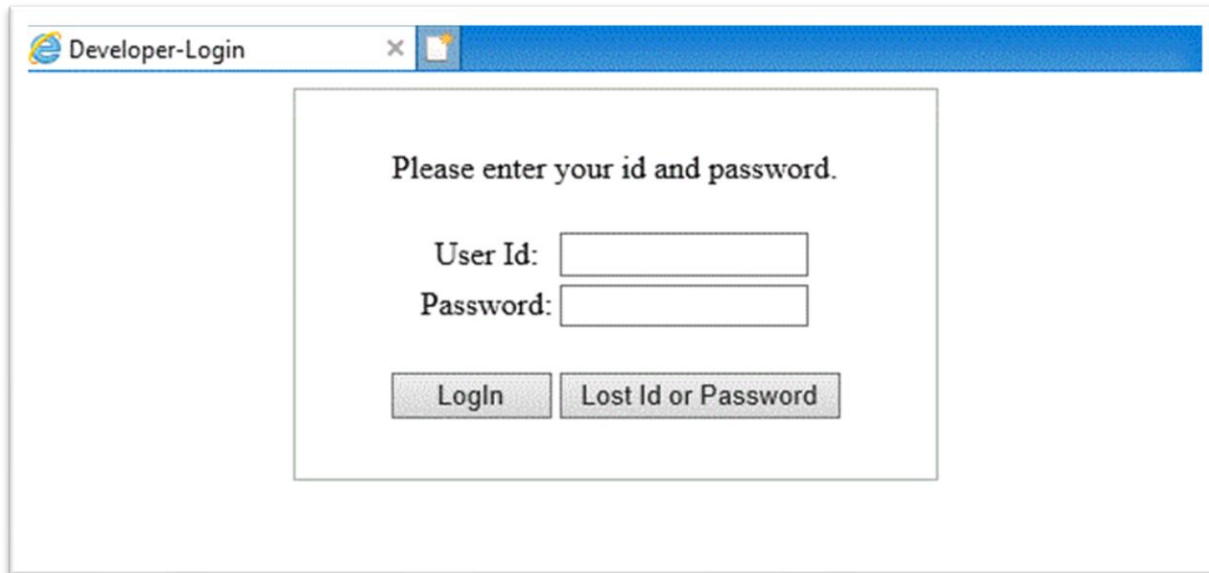 Developer-Login
Please enter your id and password.
User Id:
Password:
LogIn Lost Id or Password